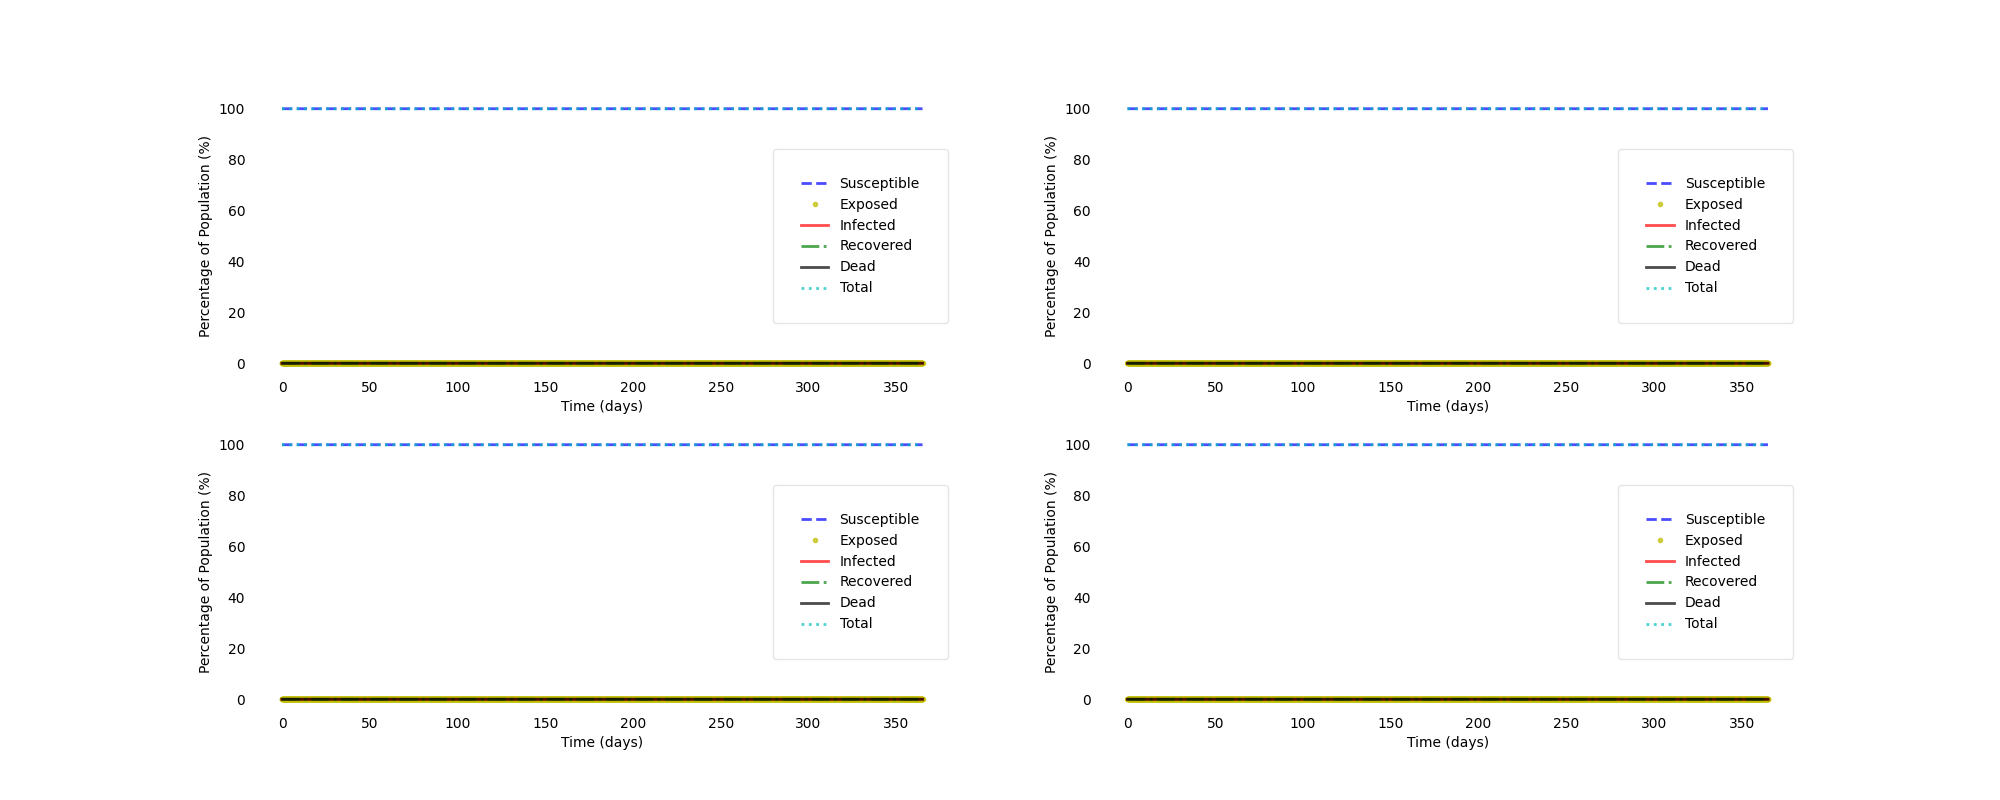 100
80
60
40
20
0
Percentage of Population (%)
Susceptible
Exposed
Infected
Recovered
Dead
Total
0 50 100 150 200 250 300 350
Time (days)
100
80
60
40
20
0
Percentage of Population (%)
Susceptible
Exposed
Infected
Recovered
Dead
Total
0 50 100 150 200 250 300 350
Time (days)
100
80
60
40
20
0
Percentage of Population (%)
Susceptible
Exposed
Infected
Recovered
Dead
Total
0 50 100 150 200 250 300 350
Time (days)
100
80
60
40
20
0
Percentage of Population (%)
Susceptible
Exposed
Infected
Recovered
Dead
Total
0 50 100 150 200 250 300 350
Time (days)